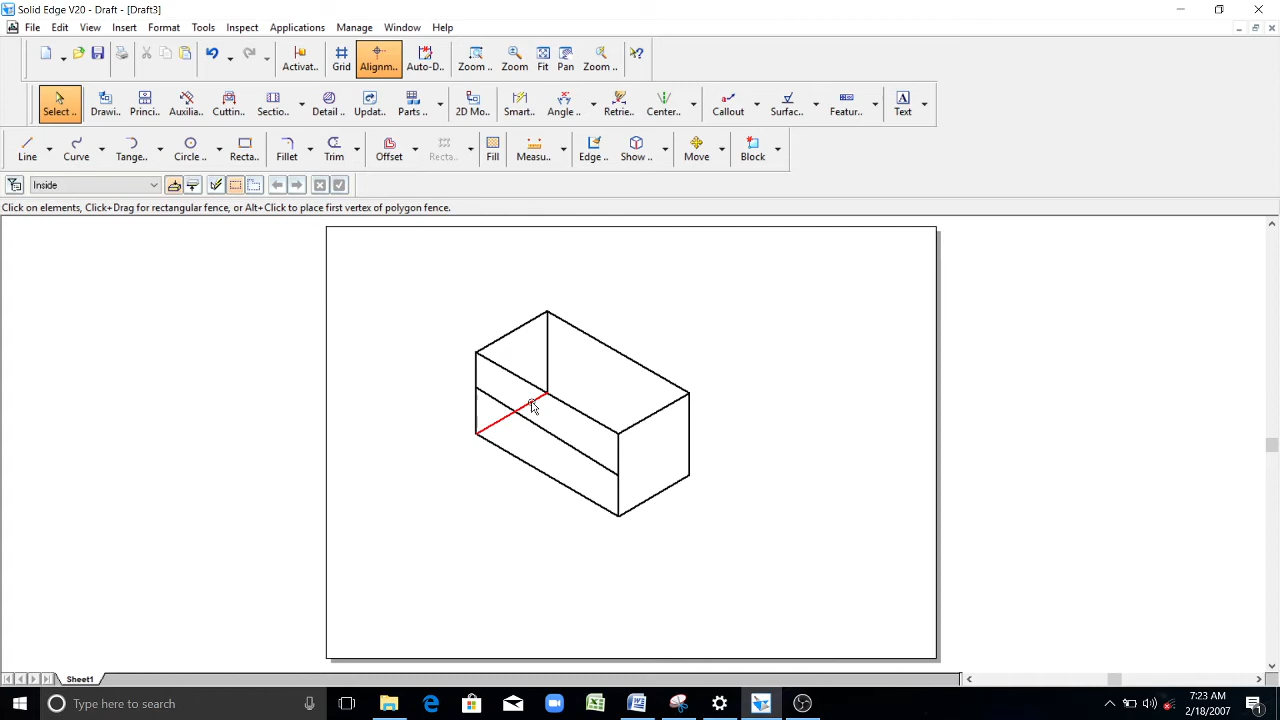 Solid Edge V20 - Draft - [Draft3]
File Edit View Insert Format Tools Inspect Applications Manage Window Help
Activat.. Grid Alignm.. Auto-D.. Zoom .. Zoom Fit Pan Zoom ..
Select .. Drawi.. Princi.. Auxilia.. Cuttin.. Sectio.. Detail .. Updat.. Parts .. 2D Mo.. Smart.. Angle .. Retrie.. Center.. Callout Surfac.. Featur.. Text
Line Curve Tange.. Circle .. Recta.. Fillet Trim Offset Recta.. Fill Measu.. Edge .. Show .. Move Block
Inside
Click on elements, Click+Drag for rectangular fence, or Alt+Click to place first vertex of polygon fence.
Sheet1
Type here to search
7:23 AM
2/18/2007